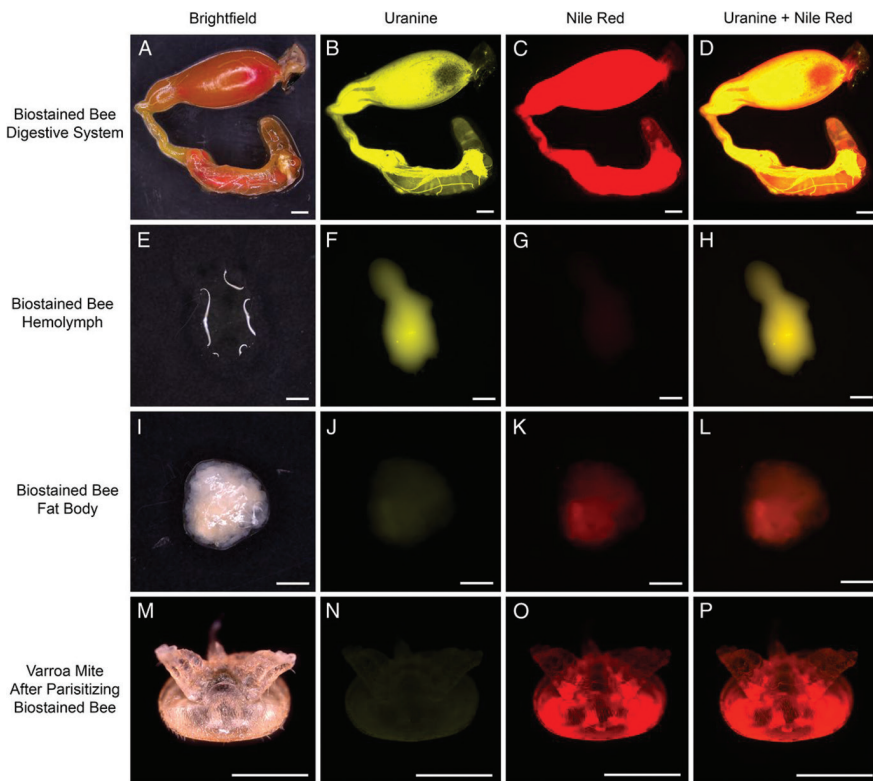 Brightfield
Uranine
Nile Red
Uranine + Nile Red
Biostained Bee
Digestive System
A
B
C
D
Biostained Bee
Hemolymph
E
F
G
H
Biostained Bee
Fat Body
I
J
K
L
Varroa Mite
After Parisitizing
Biostained Bee
M
N
O
P